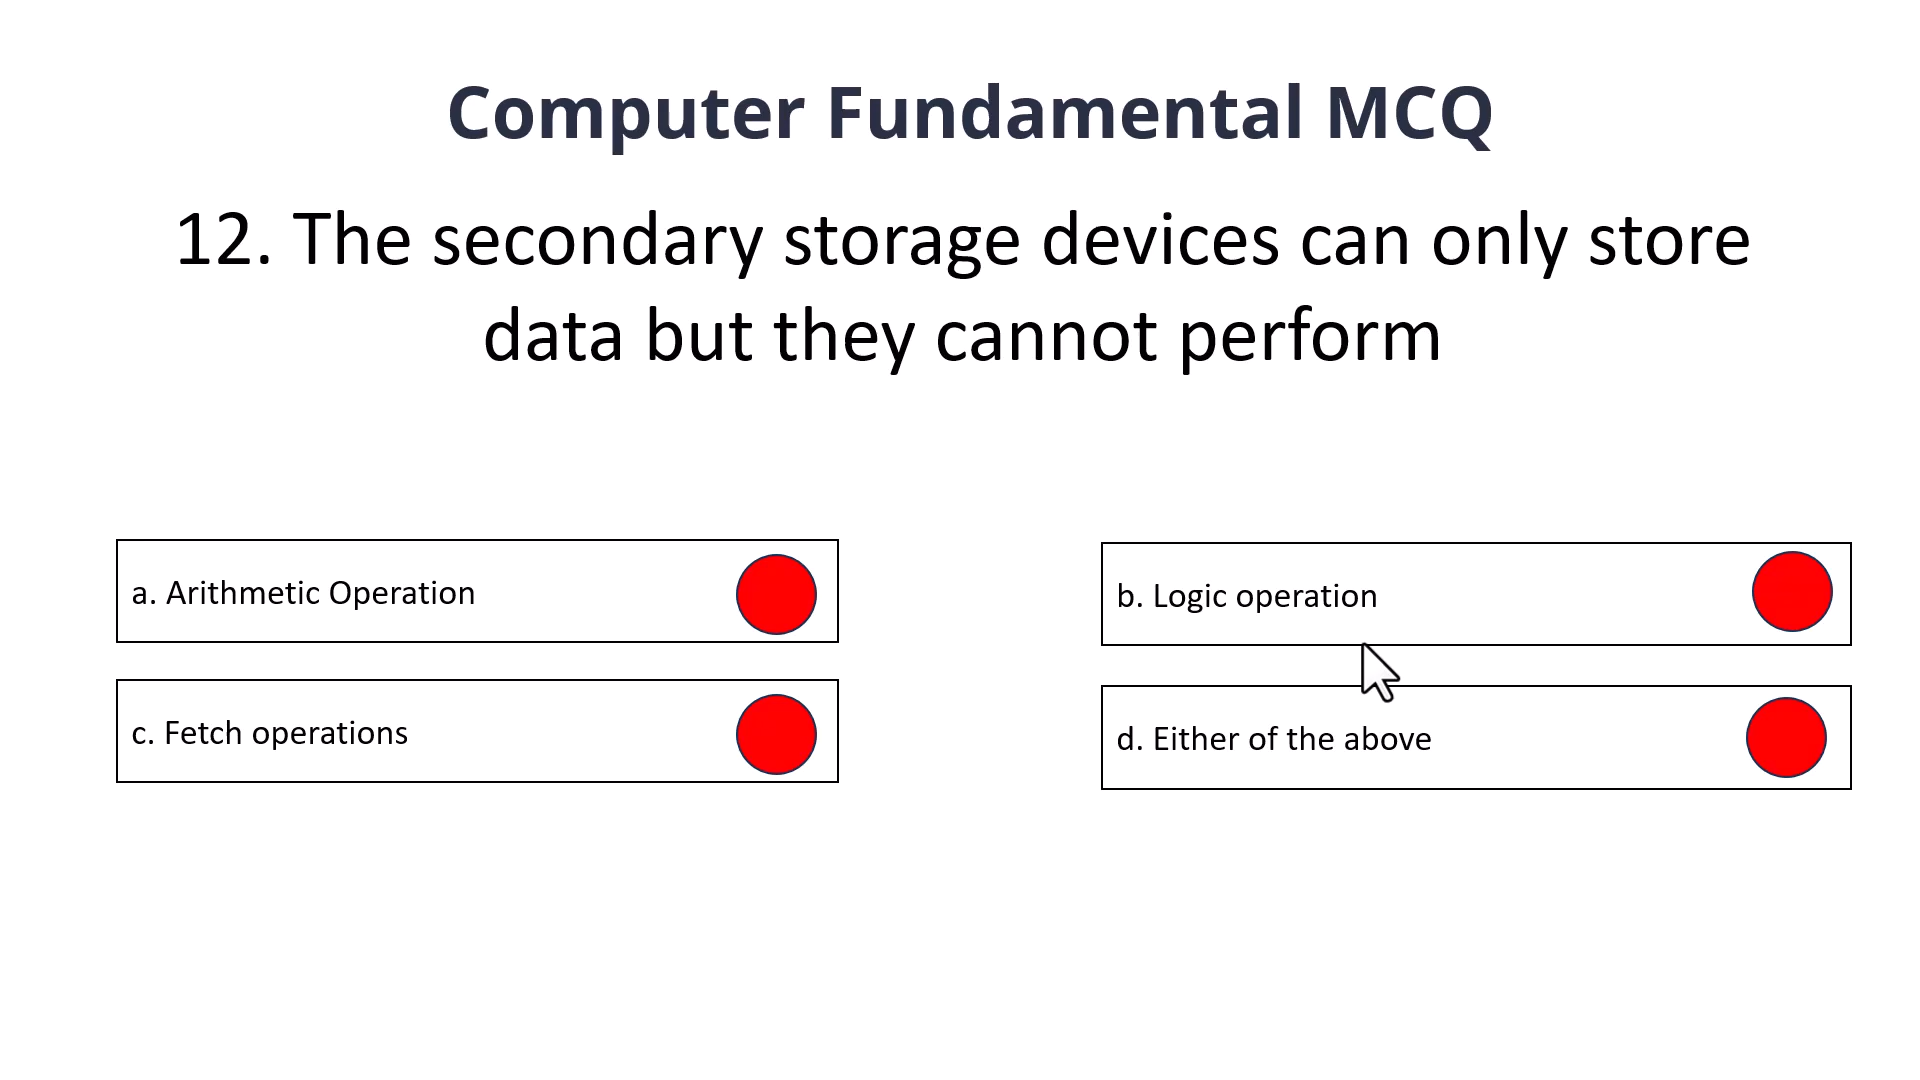 Computer Fundamental MCQ
12. The secondary storage devices can only store
data but they cannot perform
a. Arithmetic Operation
b. Logic operation
c. Fetch operations
d. Either of the above